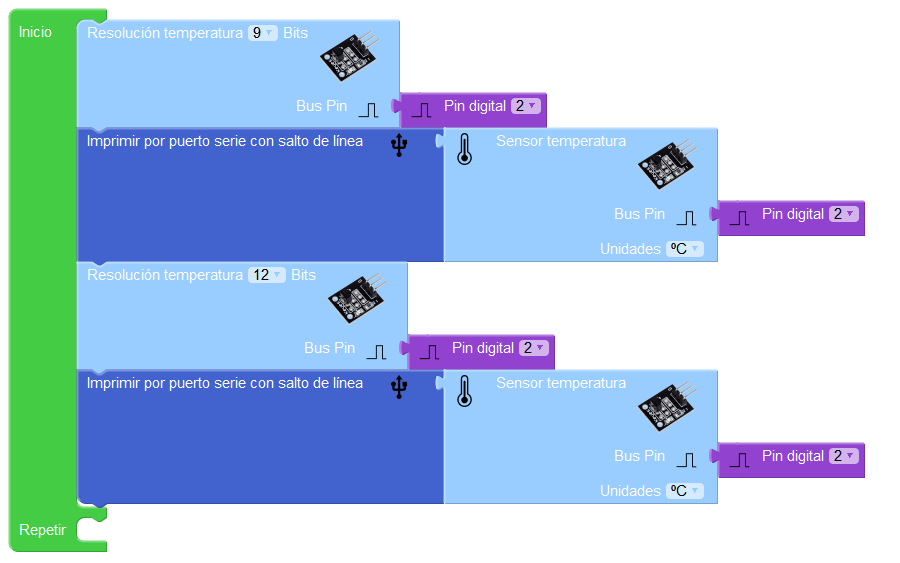 Inicio
Resolución temperatura 9 Bits
Bus Pin
Pin digital 2
Imprimir por puerto serie con salto de línea
Sensor temperatura
Bus Pin
Pin digital 2
Unidades ºC
Resolución temperatura 12 Bits
Bus Pin
Pin digital 2
Imprimir por puerto serie con salto de línea
Sensor temperatura
Bus Pin
Pin digital 2
Unidades ºC
Repetir